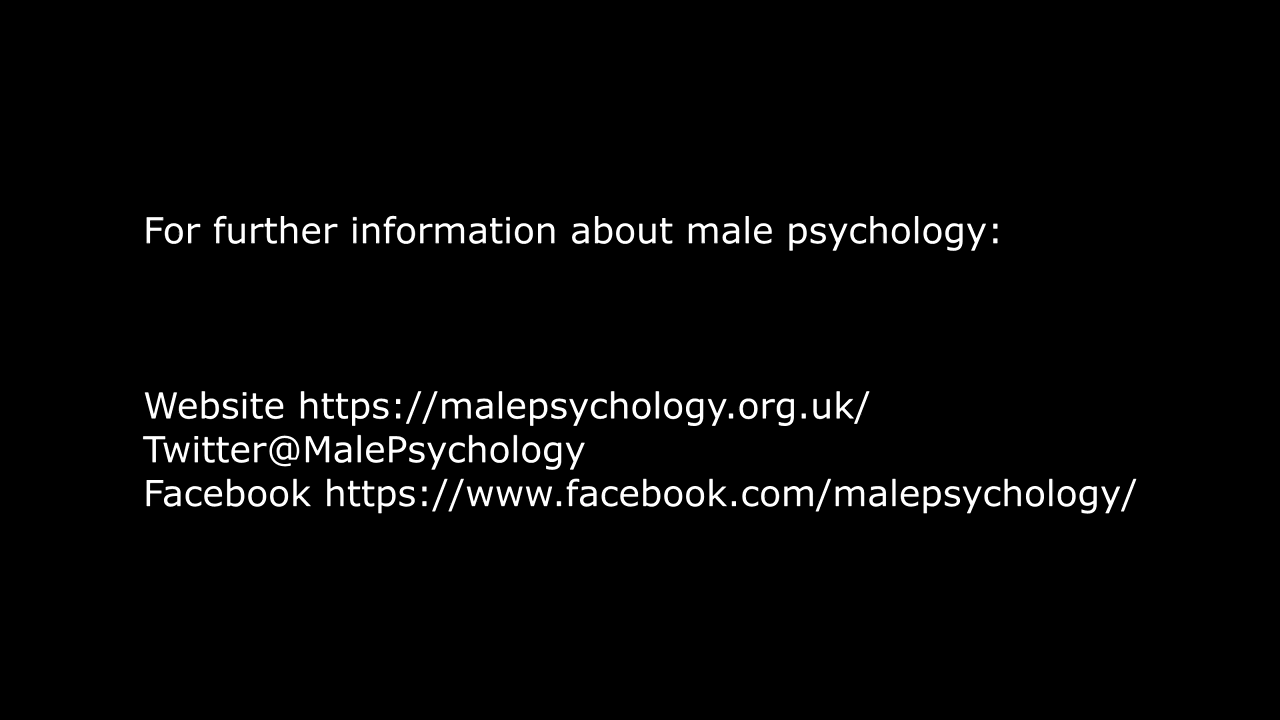 For further information about male psychology:
Website https://malepsychology.org.uk/
Twitter@MalePsychology
Facebook https://www.facebook.com/malepsychology/